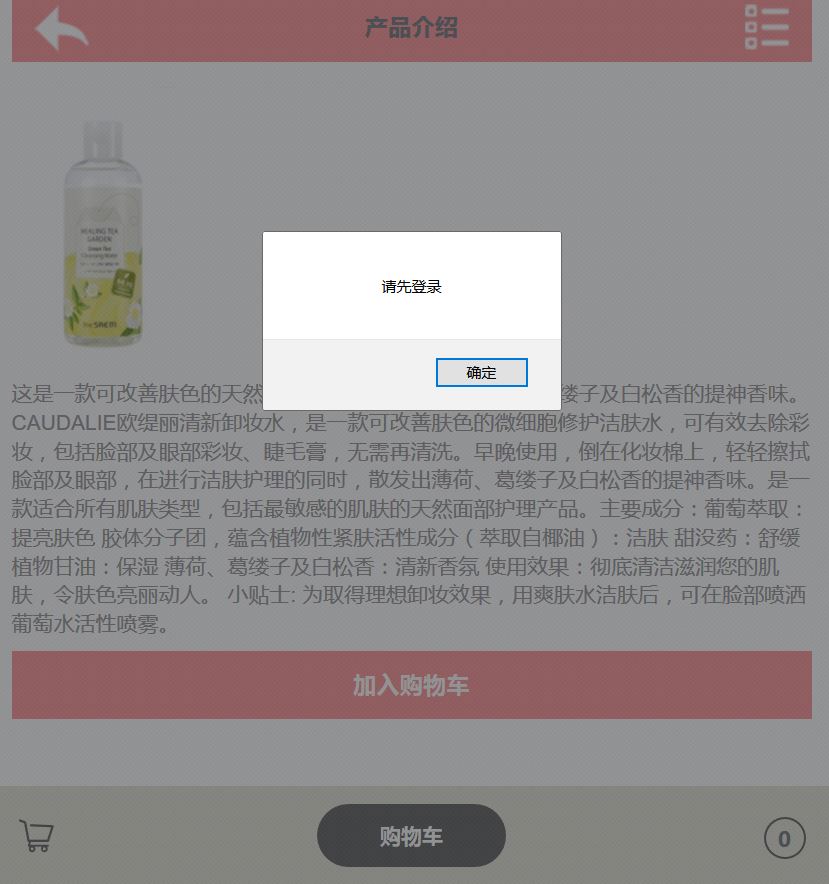 产品介绍
HEALING TEA
GARDEN
Green Tea
Cleansing Water
the SAEM
请先登录
确定
这是一款可改善肤色的天然
缕子及白松香的提神香味。
CAUDALIE欧缇丽清新卸妆水，是一款可改善肤色的微细胞修护洁肤水，可有效去除彩
妆，包括脸部及眼部彩妆、睫毛膏，无需再清洗。早晚使用，倒在化妆棉上，轻轻擦拭
脸部及眼部，在进行洁肤护理的同时，散发出薄荷、葛缕子及白松香的提神香味。是一
款适合所有肌肤类型，包括最敏感的肌肤的天然面部护理产品。主要成分：葡萄萃取：
提亮肤色 胶体分子团，蕴含植物性紧肤活性成分（萃取自椰油）：洁肤 甜没药：舒缓
植物甘油：保湿 薄荷、葛缕子及白松香：清新香氛 使用效果：彻底清洁滋润您的肌
肤，令肤色亮丽动人。 小贴士: 为取得理想卸妆效果，用爽肤水洁肤后，可在脸部喷洒
葡萄水活性喷雾。
加入购物车
购物车
0